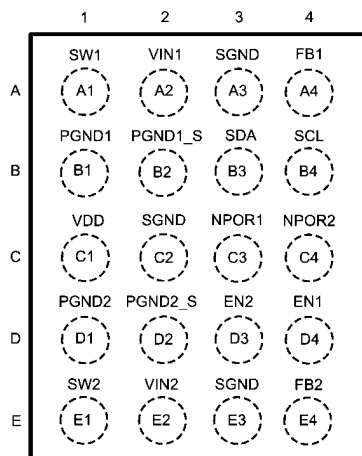 1 2 3 4
SW1 VIN1 SGND FB1
A A1 A2 A3 A4
PGND1 PGND1_S SDA SCL
B B1 B2 B3 B4
VDD SGND NPOR1 NPOR2
C C1 C2 C3 C4
PGND2 PGND2_S EN2 EN1
D D1 D2 D3 D4
SW2 VIN2 SGND FB2
E E1 E2 E3 E4